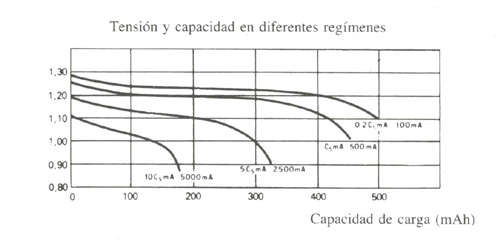 Tensión y capacidad en diferentes regímenes
1,30
1,20
1,10
1,00
0,90
0,80
0.2C₅mA 100mA
C₅mA 500mA
5C₅mA 2500mA
10C₅mA 5000mA
0 100 200 300 400 500
Capacidad de carga (mAh)